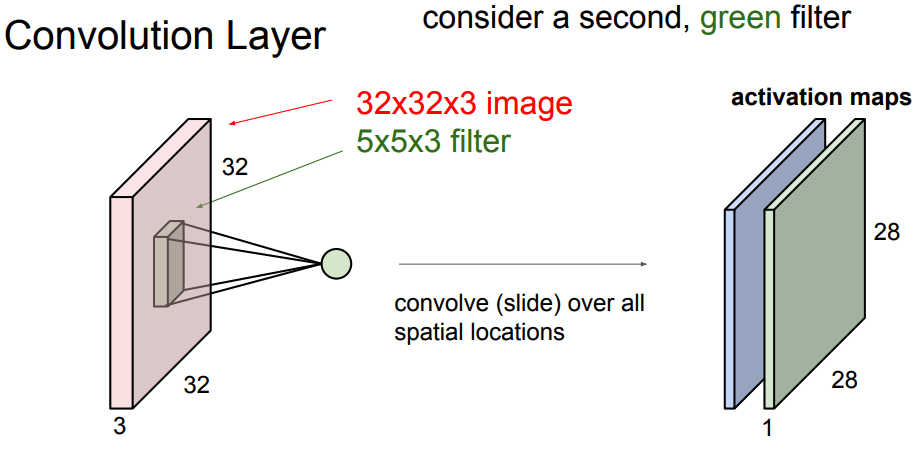 Convolution Layer
consider a second, green filter
32x32x3 image
5x5x3 filter
32
32
3
convolve (slide) over all
spatial locations
activation maps
28
28
1